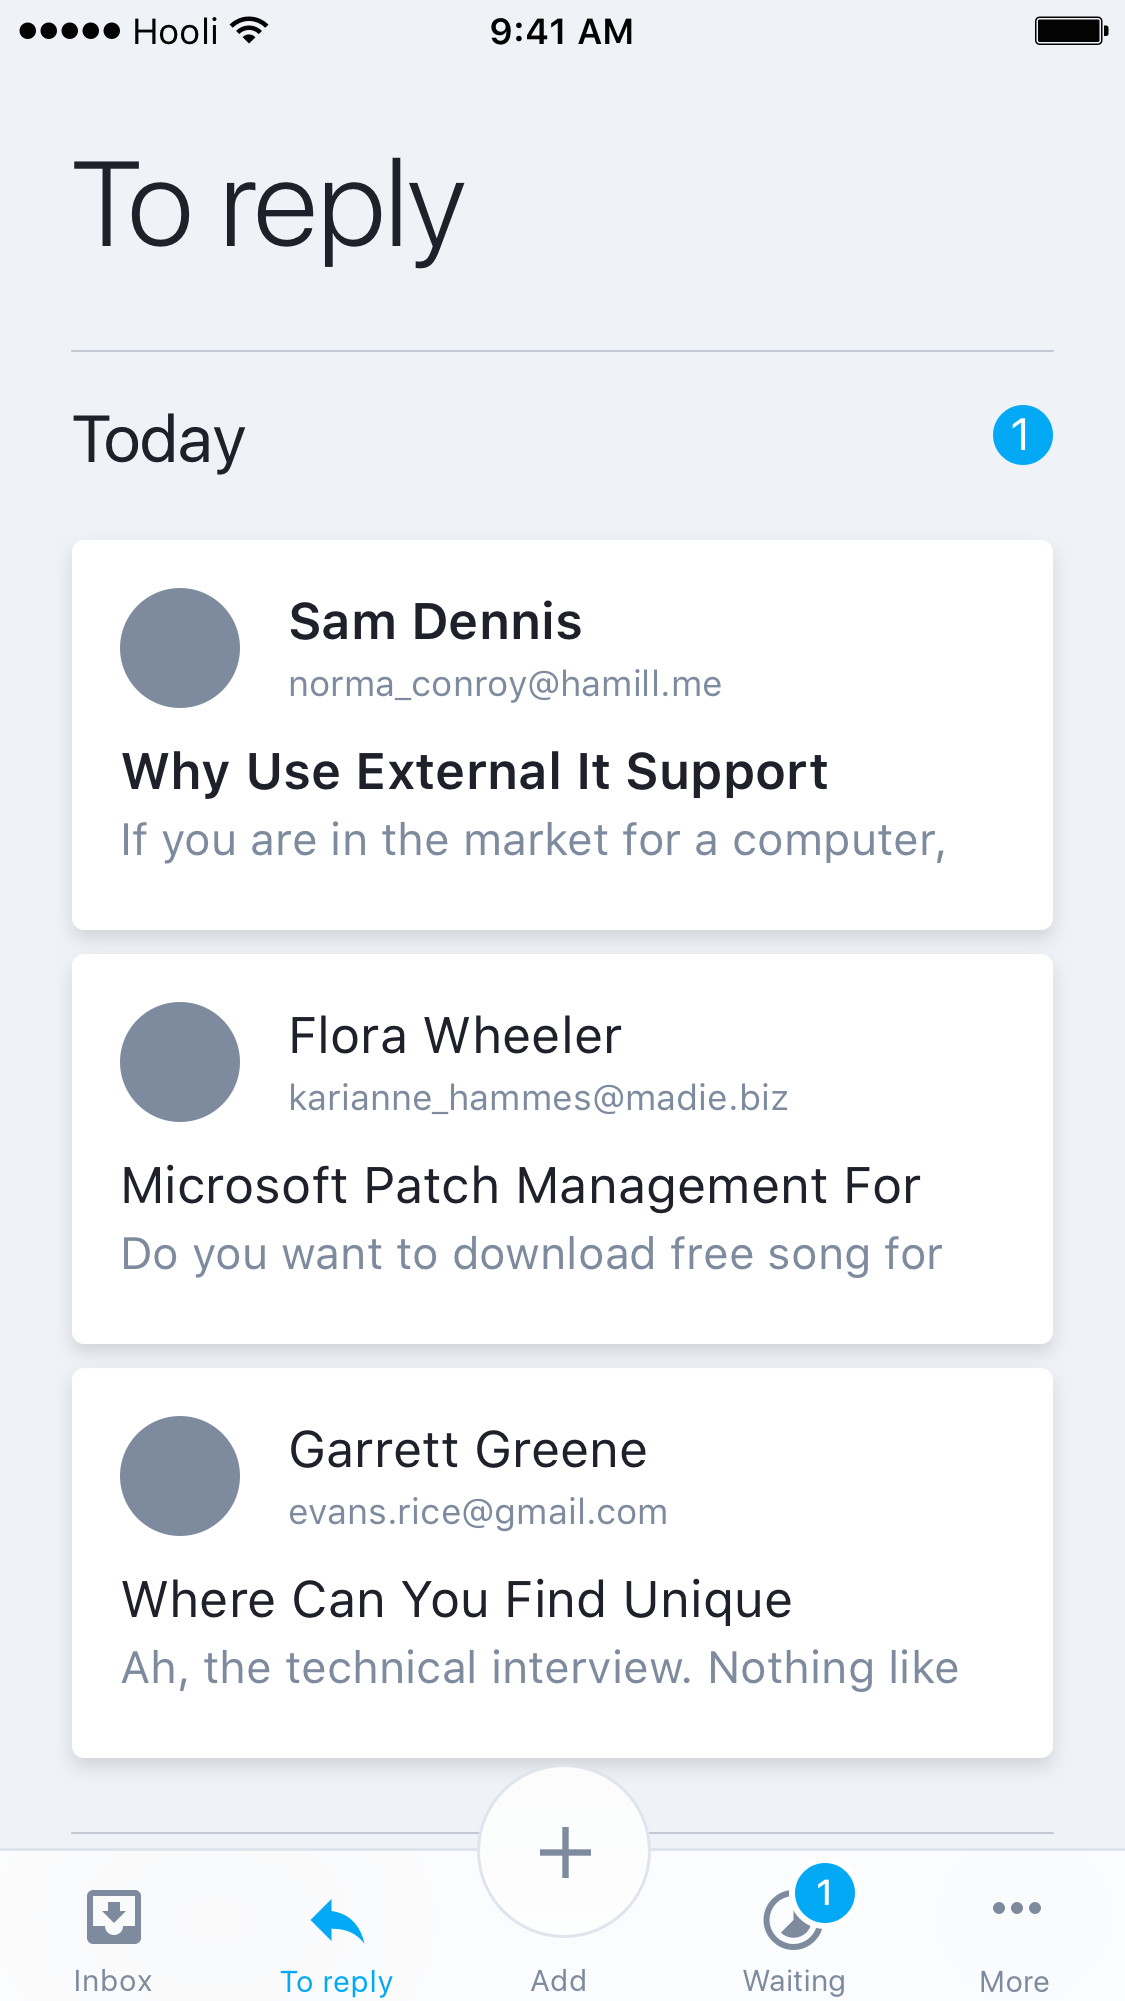 Hooli 9:41 AM
To reply
Today 1
Sam Dennis
norma_conroy@hamill.me
Why Use External It Support
If you are in the market for a computer,
Flora Wheeler
karianne_hammes@madie.biz
Microsoft Patch Management For
Do you want to download free song for
Garrett Greene
evans.rice@gmail.com
Where Can You Find Unique
Ah, the technical interview. Nothing like
1
Inbox To reply Add Waiting More